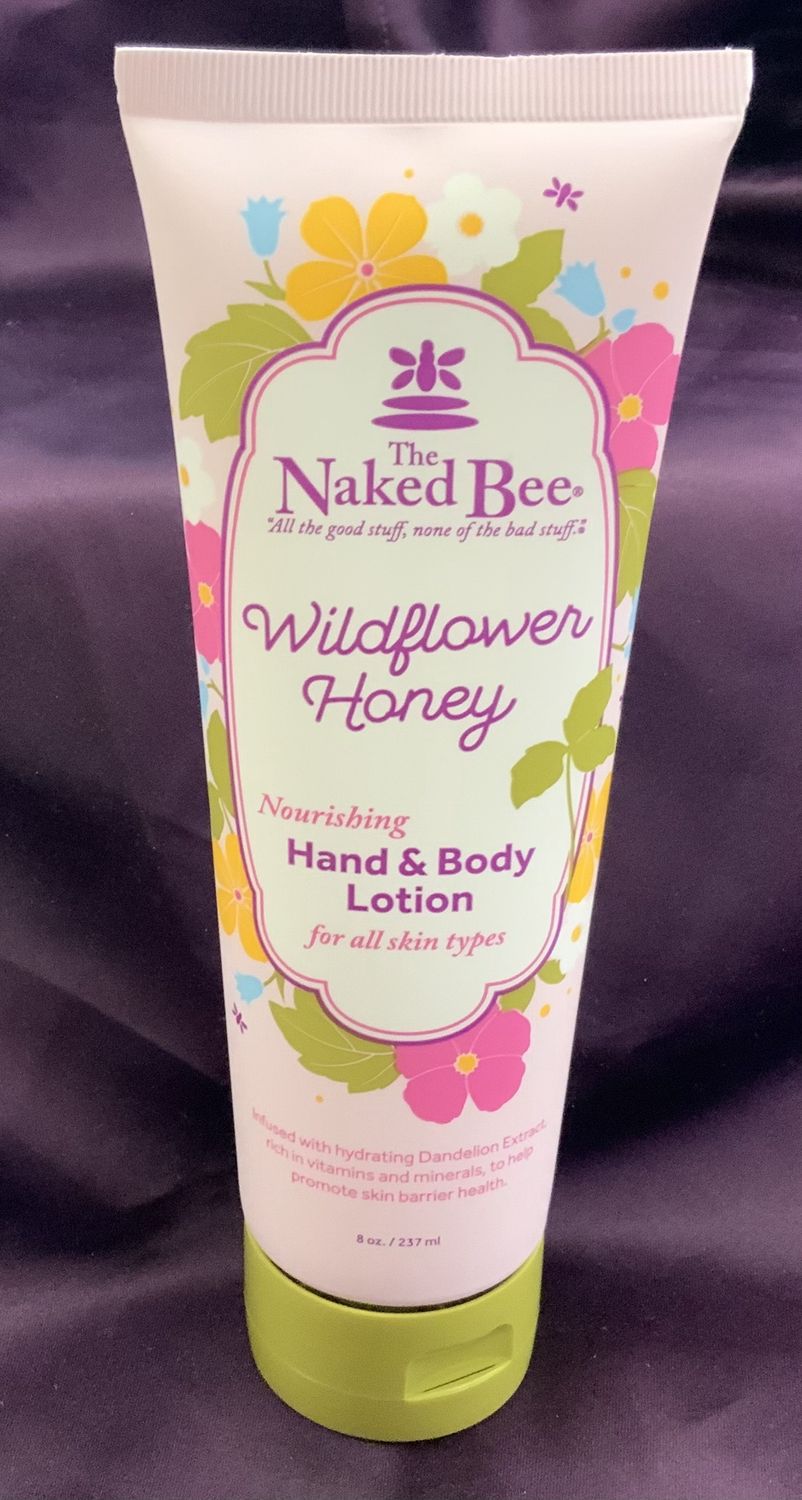 The
Naked Bee®
"All the good stuff, none of the bad stuff."®
Wildflower
Honey
Nourishing
Hand & Body
Lotion
for all skin types
Infused with hydrating Dandelion Extract,
rich in vitamins and minerals, to help
promote skin barrier health.
8 oz. / 237 ml